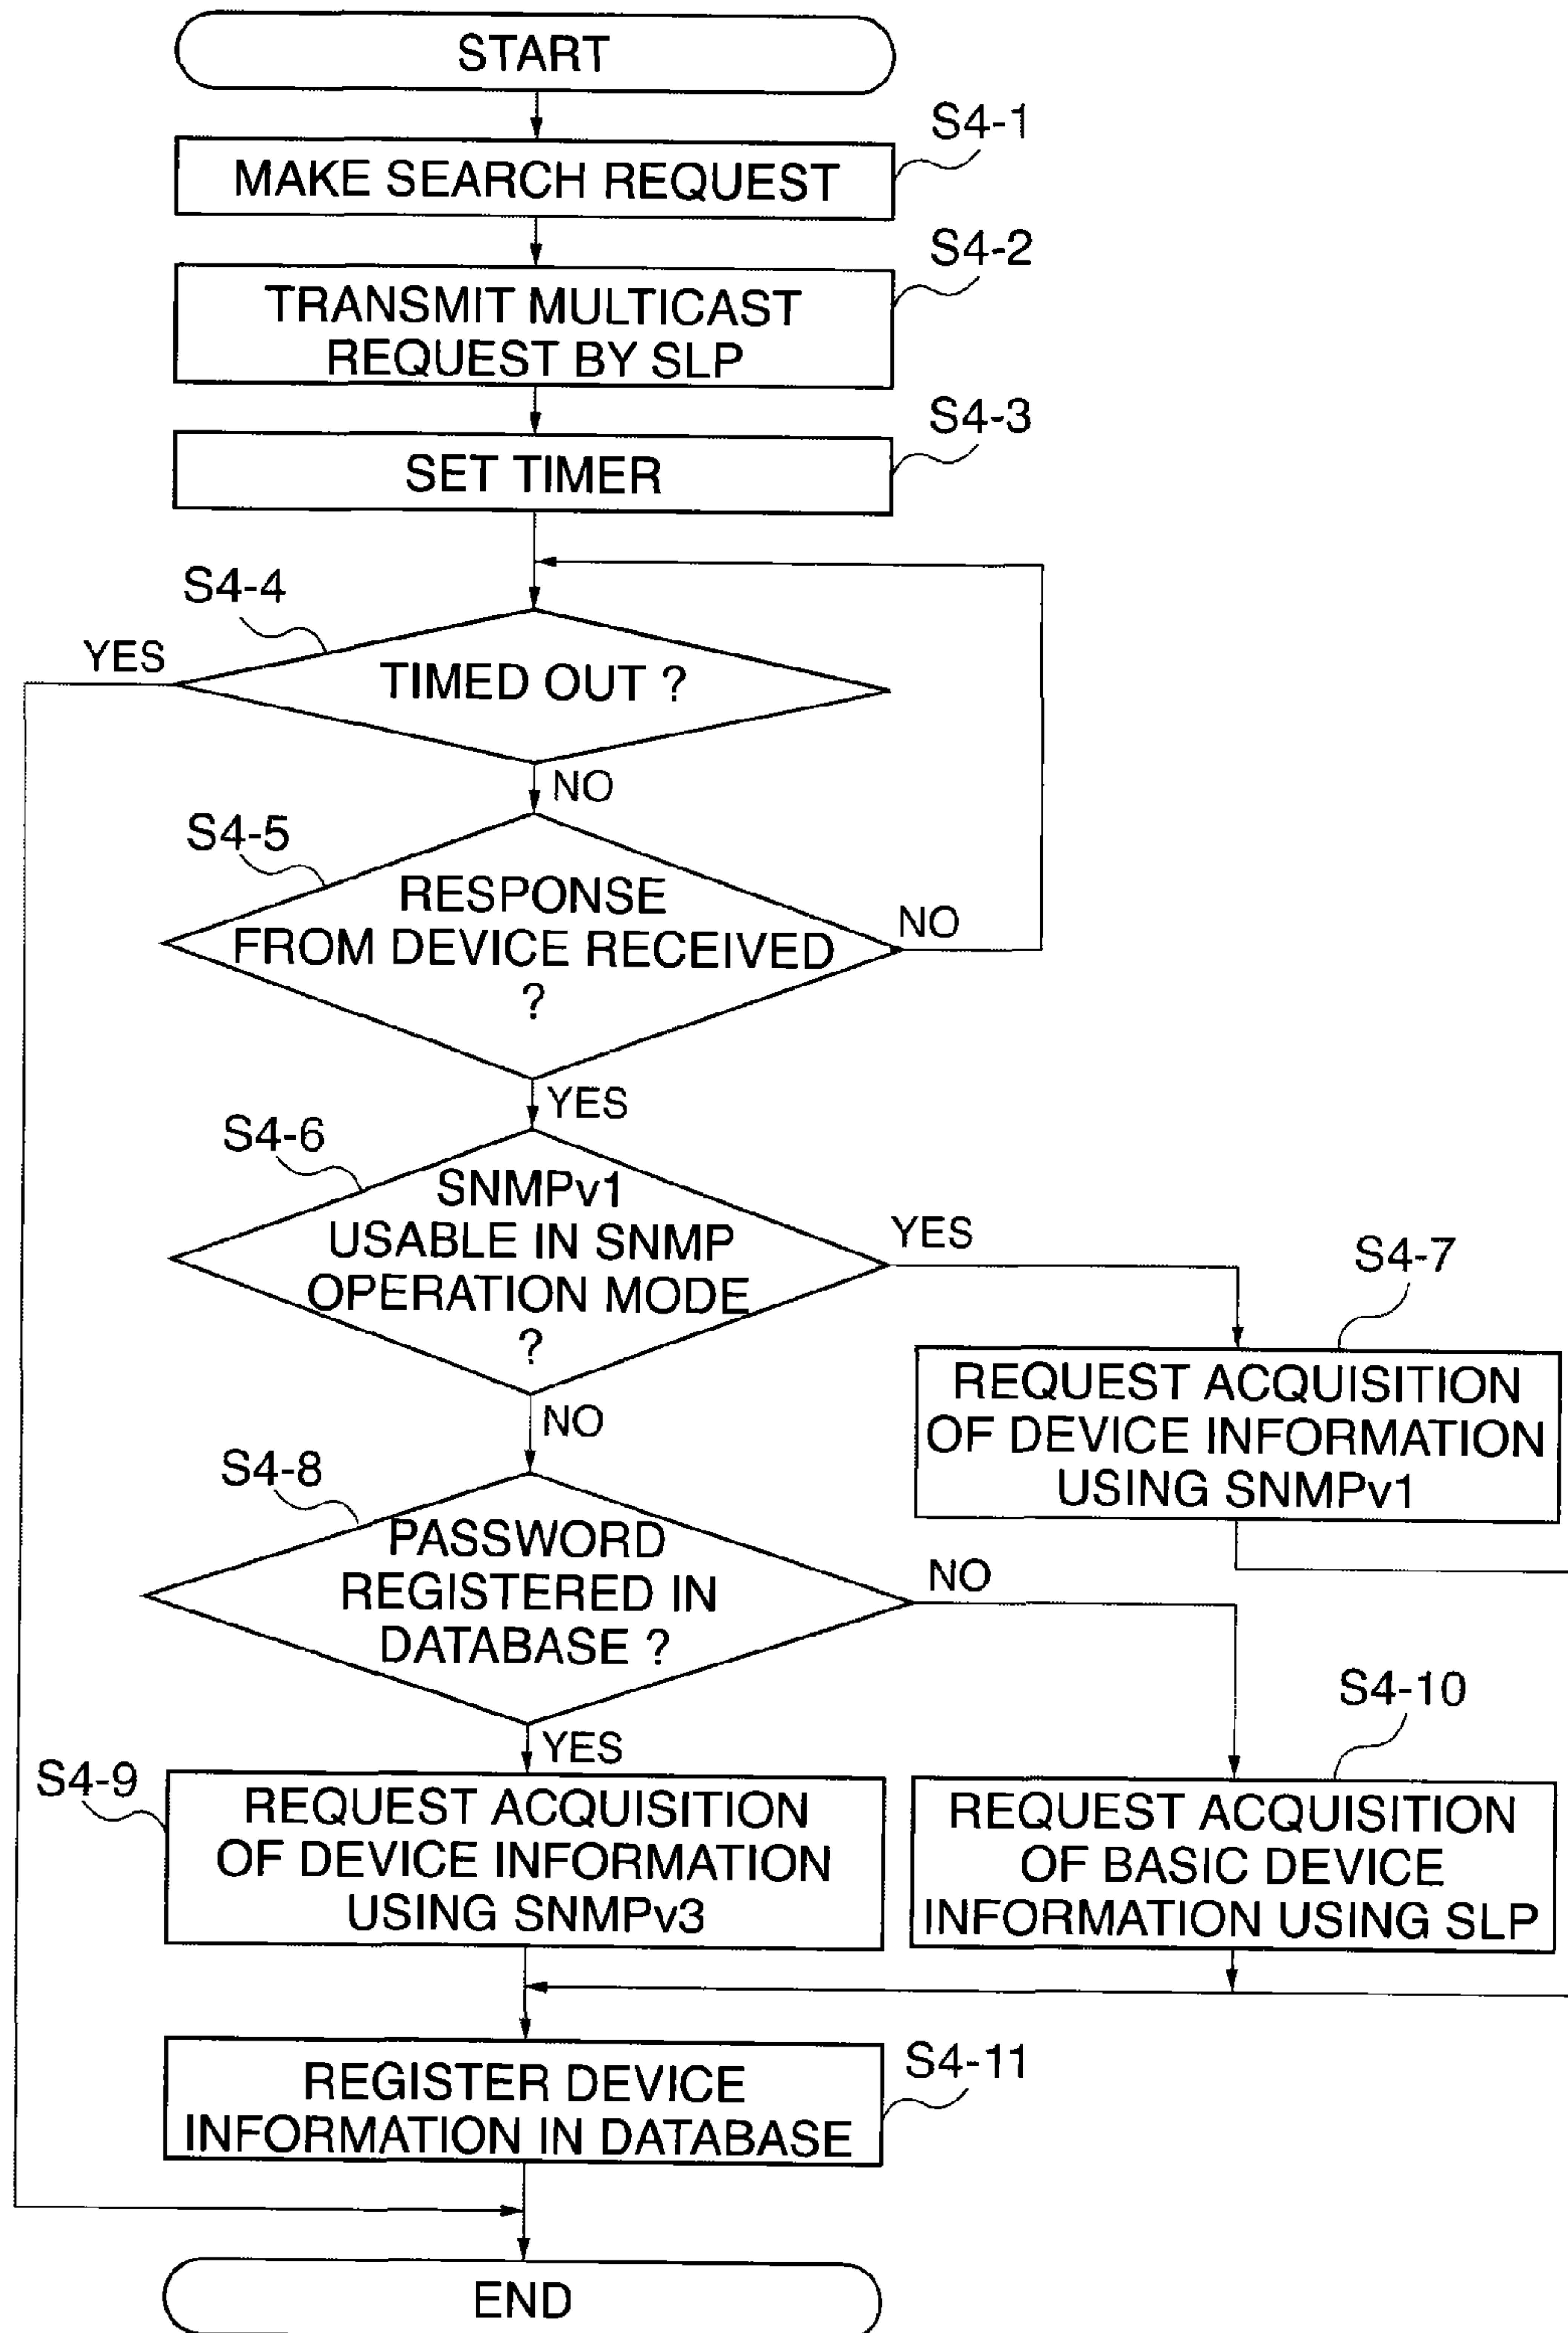 START
S4-1
MAKE SEARCH REQUEST
S4-2
TRANSMIT MULTICAST
REQUEST BY SLP
S4-3
SET TIMER
S4-4
YES
TIMED OUT ?
NO
S4-5
RESPONSE
FROM DEVICE RECEIVED
?
NO
YES
S4-6
SNMPv1
USABLE IN SNMP
OPERATION MODE
?
YES
S4-7
REQUEST ACQUISITION
OF DEVICE INFORMATION
USING SNMPv1
NO
S4-8
PASSWORD
REGISTERED IN
DATABASE ?
NO
YES
S4-9
REQUEST ACQUISITION
OF DEVICE INFORMATION
USING SNMPv3
S4-10
REQUEST ACQUISITION
OF BASIC DEVICE
INFORMATION USING SLP
S4-11
REGISTER DEVICE
INFORMATION IN DATABASE
END